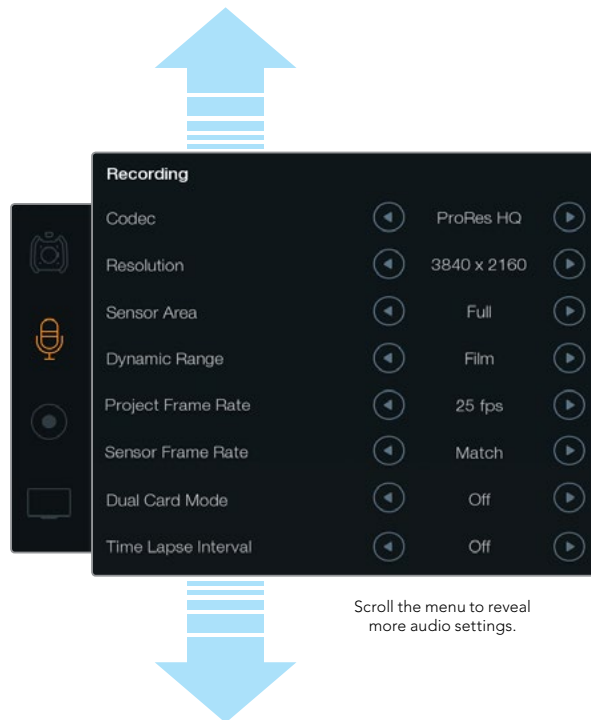 Recording
Codec ProRes HQ
Resolution 3840 x 2160
Sensor Area Full
Dynamic Range Film
Project Frame Rate 25 fps
Sensor Frame Rate Match
Dual Card Mode Off
Time Lapse Interval Off
Scroll the menu to reveal
more audio settings.